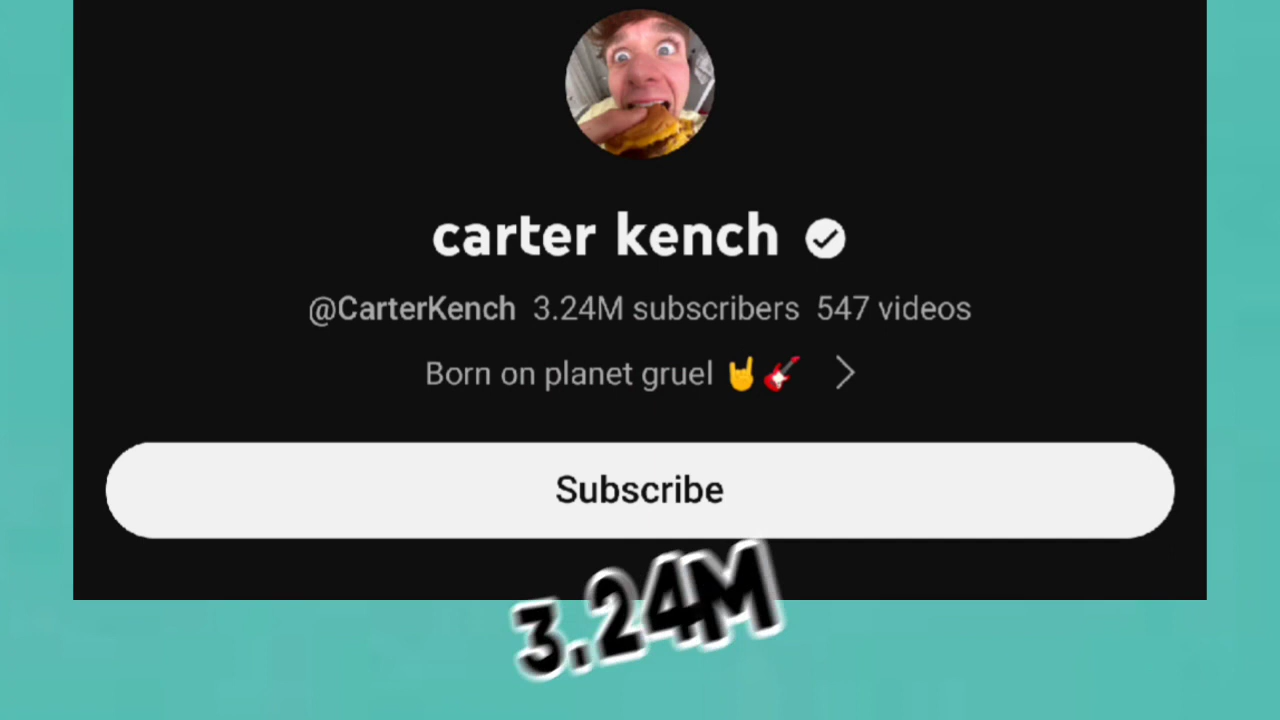 carter kench
@CarterKench 3.24M subscribers 547 videos
Born on planet gruel 🤘🎸
Subscribe
3.24M